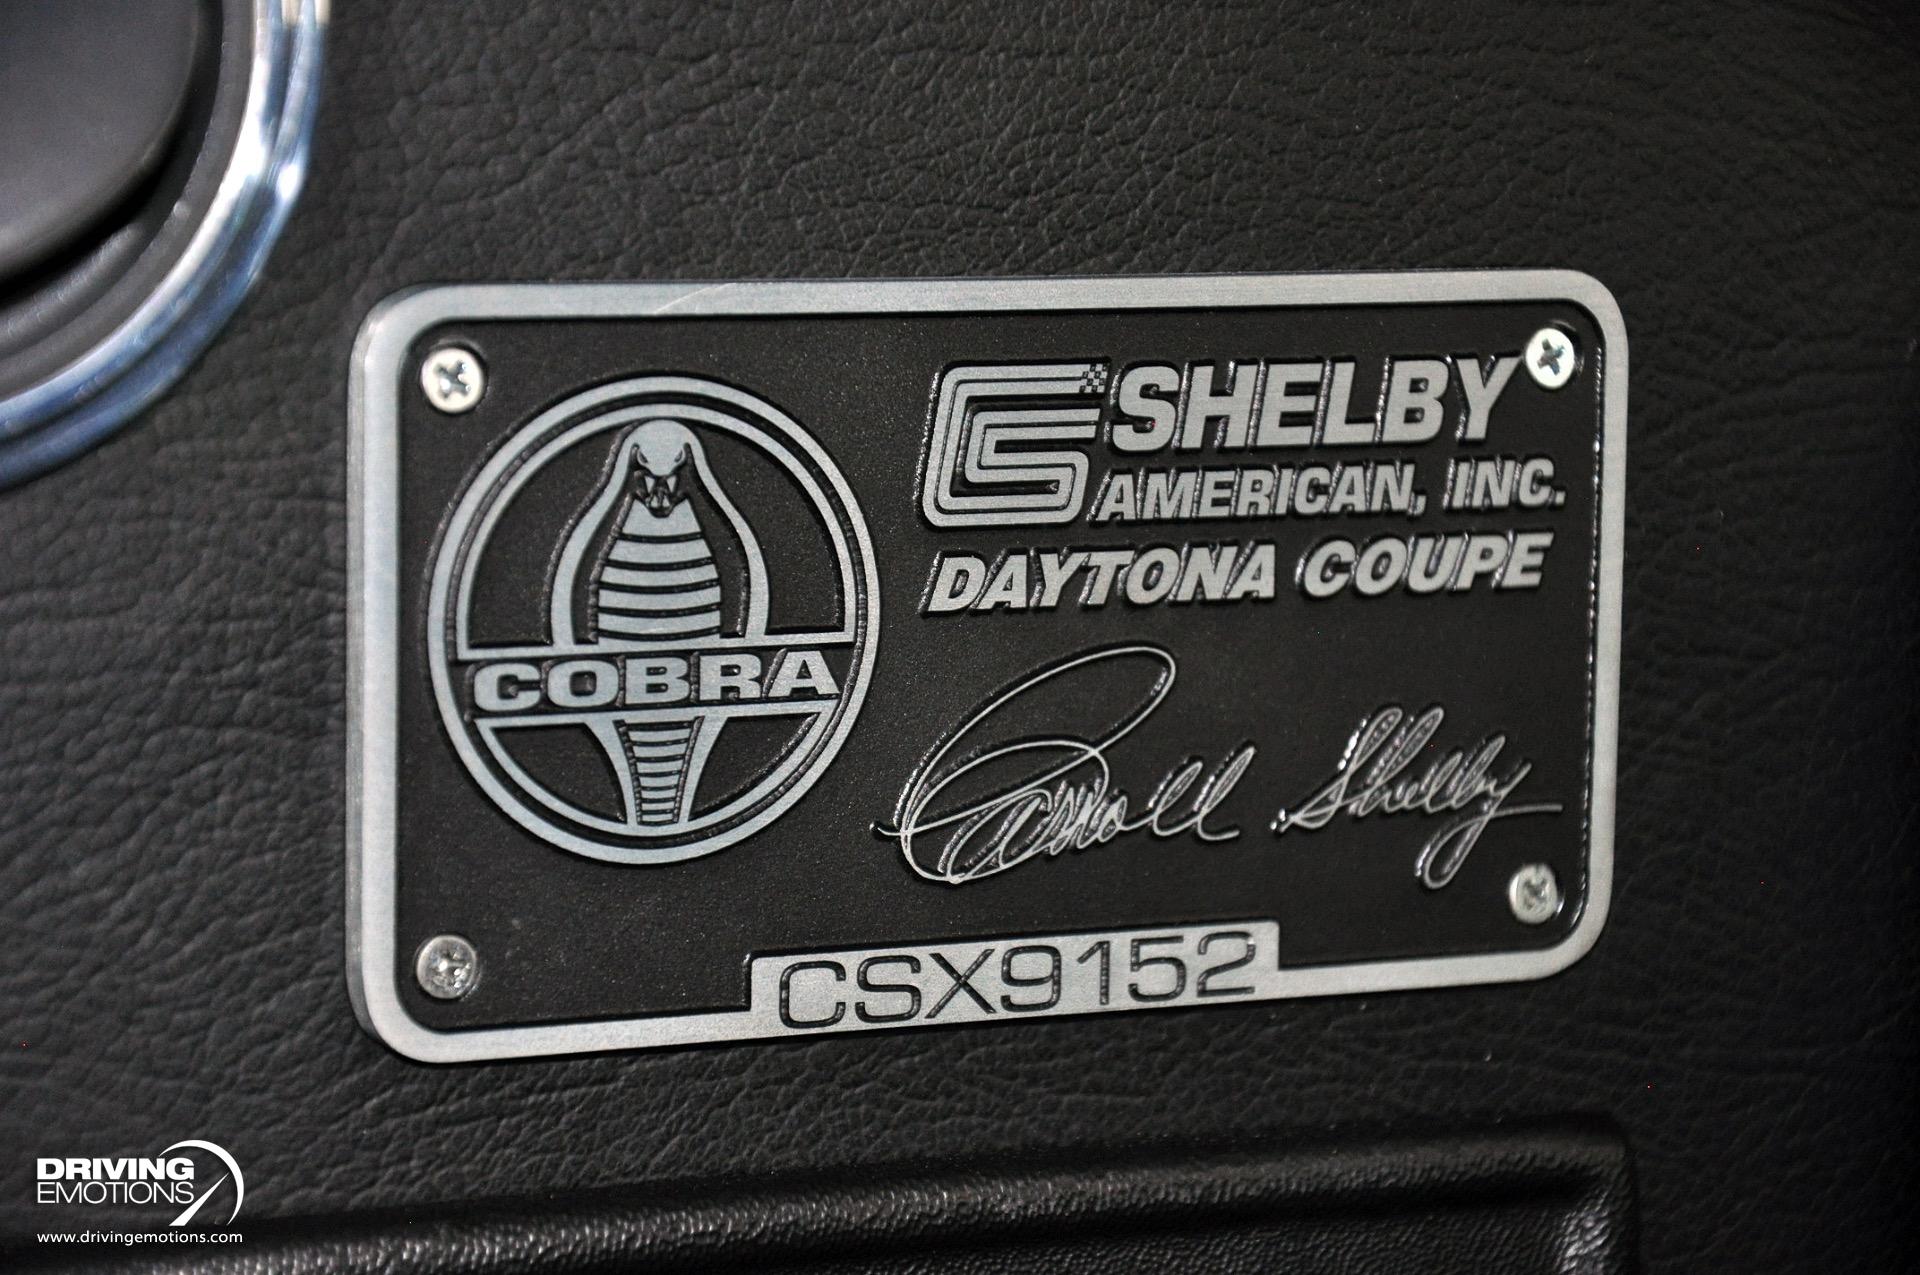 COBRA
SHELBY
AMERICAN, INC.
DAYTONA COUPE
Carroll Shelby
CSX9152
DRIVING
EMOTIONS
www.drivingemotions.com